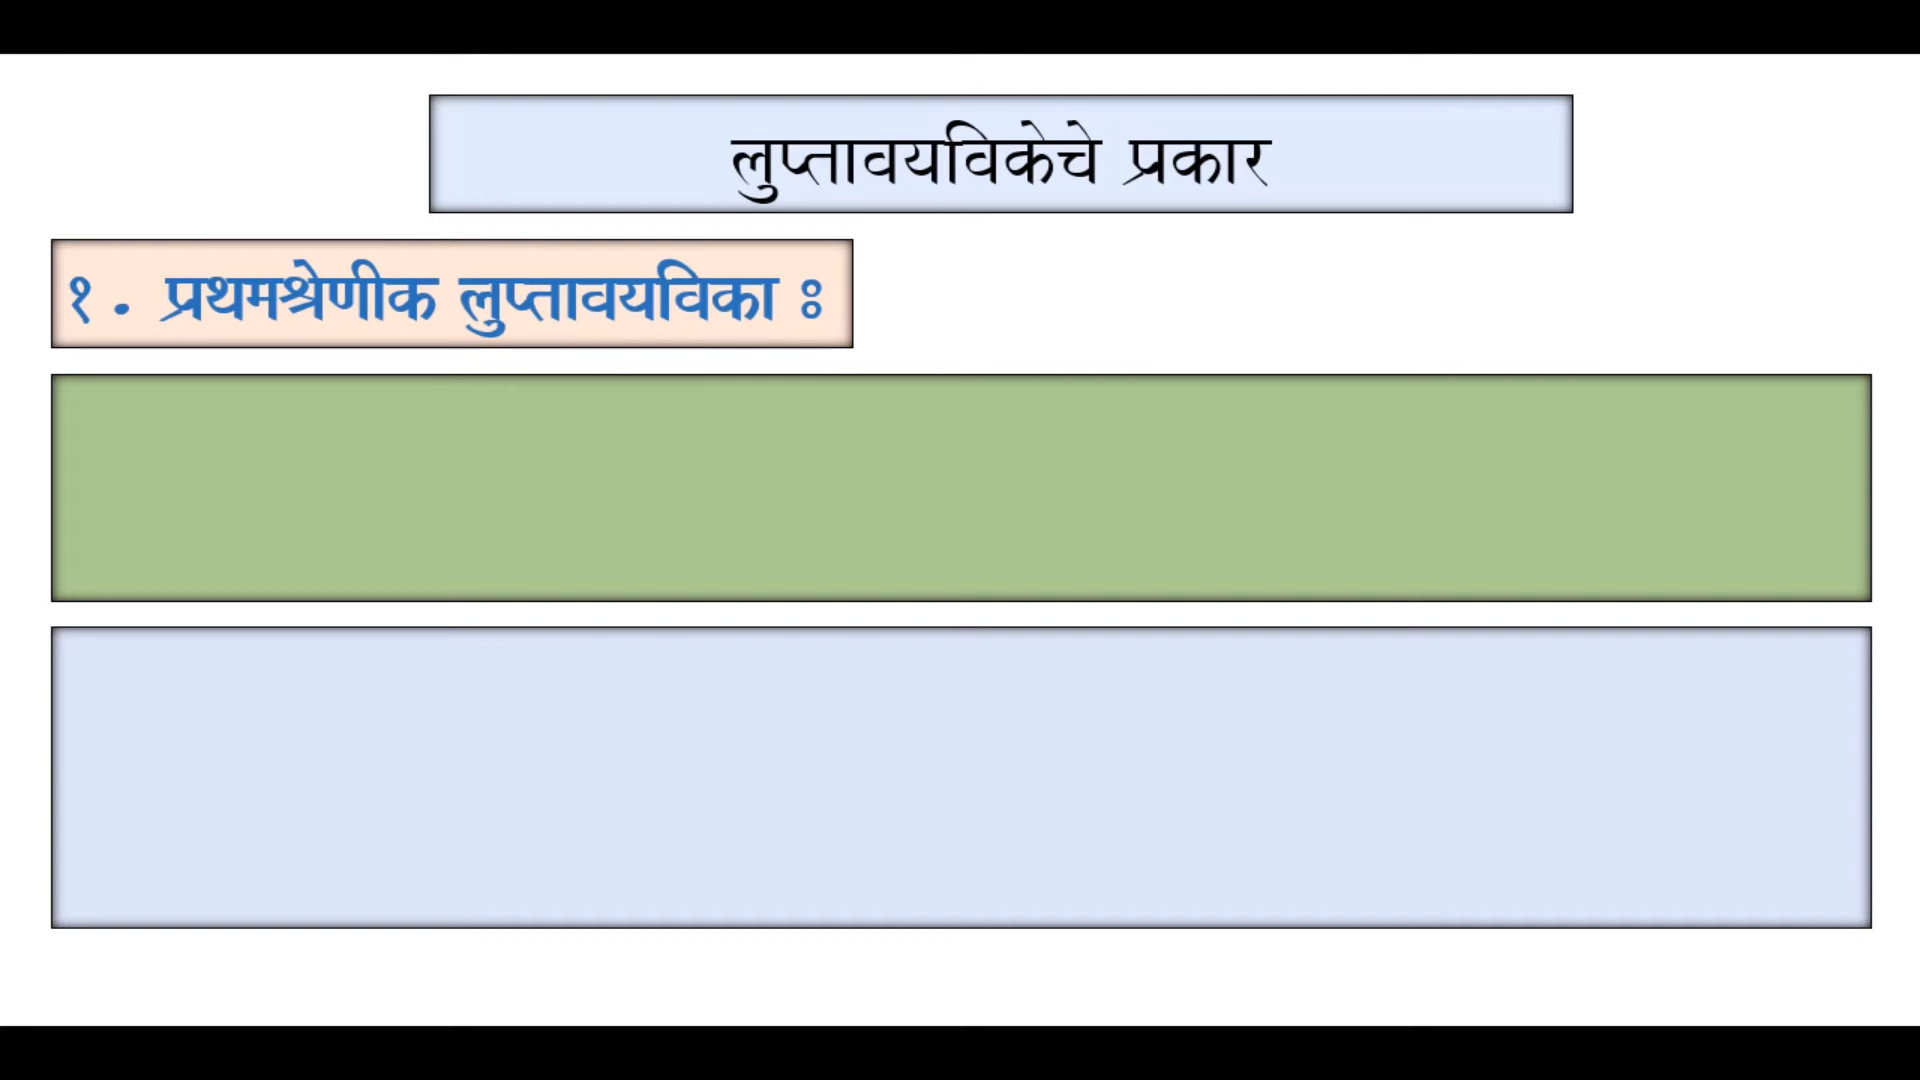 लुप्तावयविकेचे प्रकार
१. प्रथमश्रेणीक लुप्तावयविका :